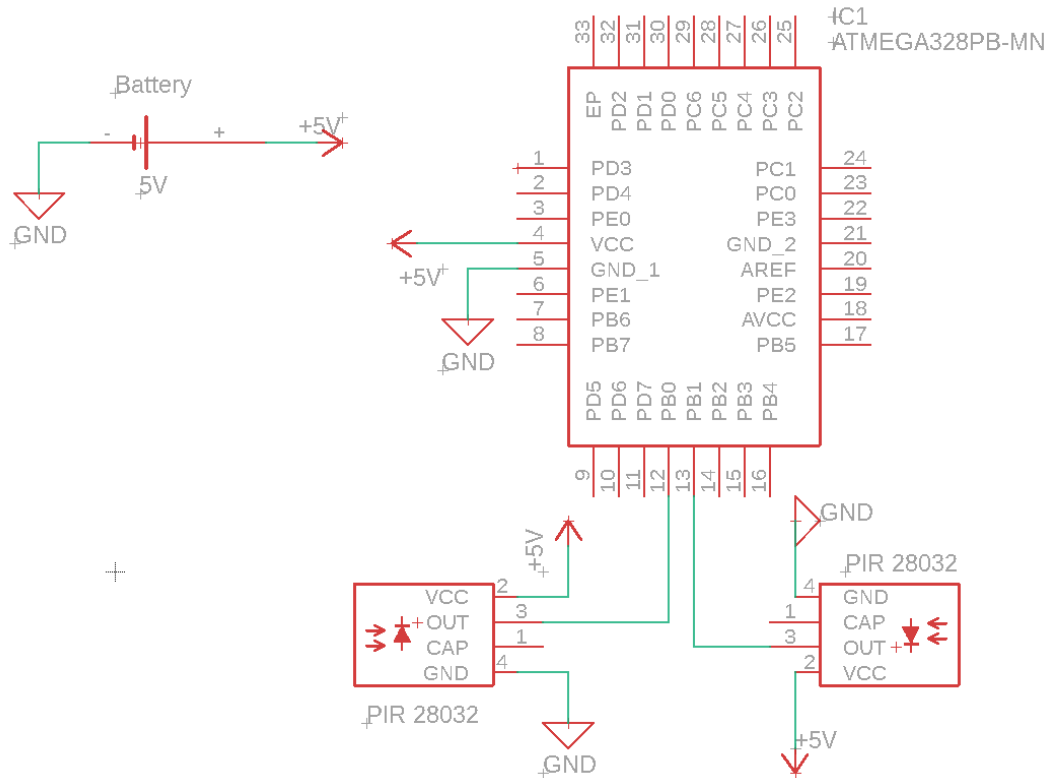 IC1
ATMEGA328PB-MN
33 32 31 30 29 28 27 26 25
EP PD2 PD1 PD0 PC6 PC5 PC4 PC3 PC2
Battery
- + +5V
5V
GND
1 PD3 PC1 24
2 PD4 PC0 23
3 PE0 PE3 22
4 VCC GND_2 21
5 GND_1 AREF 20
6 PE1 PE2 19
7 PB6 AVCC 18
8 PB7 PB5 17
+5V
GND
PD5 PD6 PD7 PB0 PB1 PB2 PB3 PB4
9 10 11 12 13 14 15 16
+5V
VCC 2
OUT 3
CAP 1
GND 4
PIR 28032
GND
GND
PIR 28032
4 GND
1 CAP
3 OUT
2 VCC
+5V